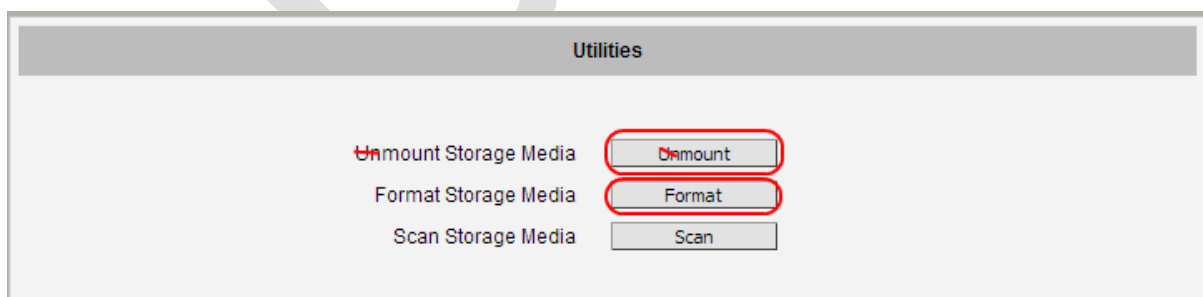 Utilities
Unmount Storage Media Unmount
Format Storage Media Format
Scan Storage Media Scan